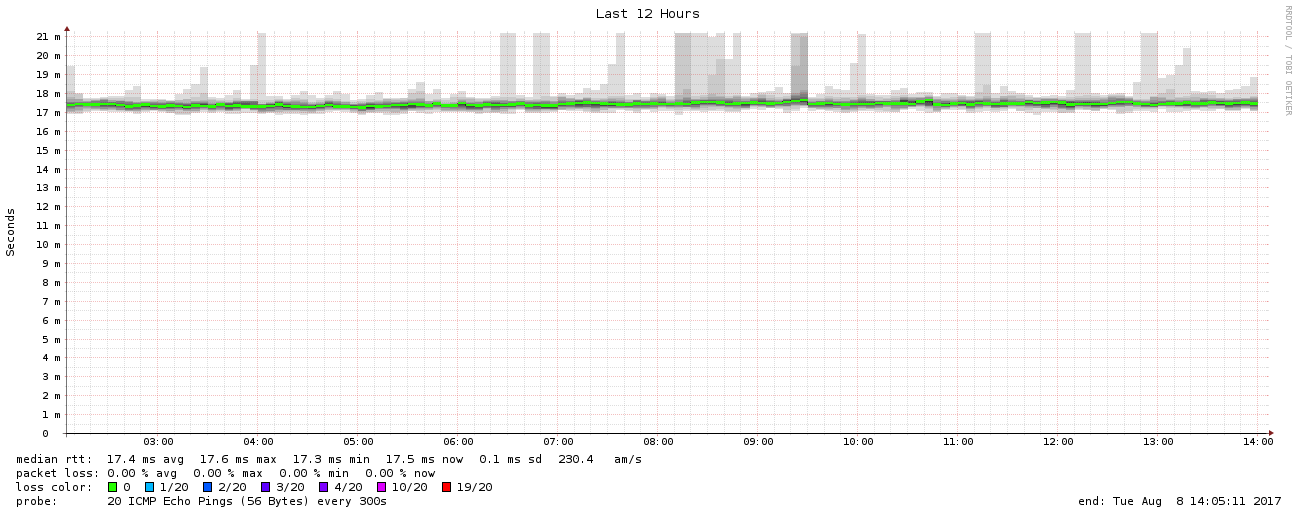 Last 12 Hours
RRDTOOL / TOBI OETIKER
21 m
20 m
19 m
18 m
17 m
16 m
15 m
14 m
13 m
12 m
11 m
10 m
9 m
8 m
7 m
6 m
5 m
4 m
3 m
2 m
1 m
0
Seconds
03:00 04:00 05:00 06:00 07:00 08:00 09:00 10:00 11:00 12:00 13:00 14:00
median rtt: 17.4 ms avg 17.6 ms max 17.3 ms min 17.5 ms now 0.1 ms sd 230.4 am/s
packet loss: 0.00 % avg 0.00 % max 0.00 % min 0.00 % now
loss color: 0 1/20 2/20 3/20 4/20 10/20 19/20
probe: 20 ICMP Echo Pings (56 Bytes) every 300s end: Tue Aug 8 14:05:11 2017